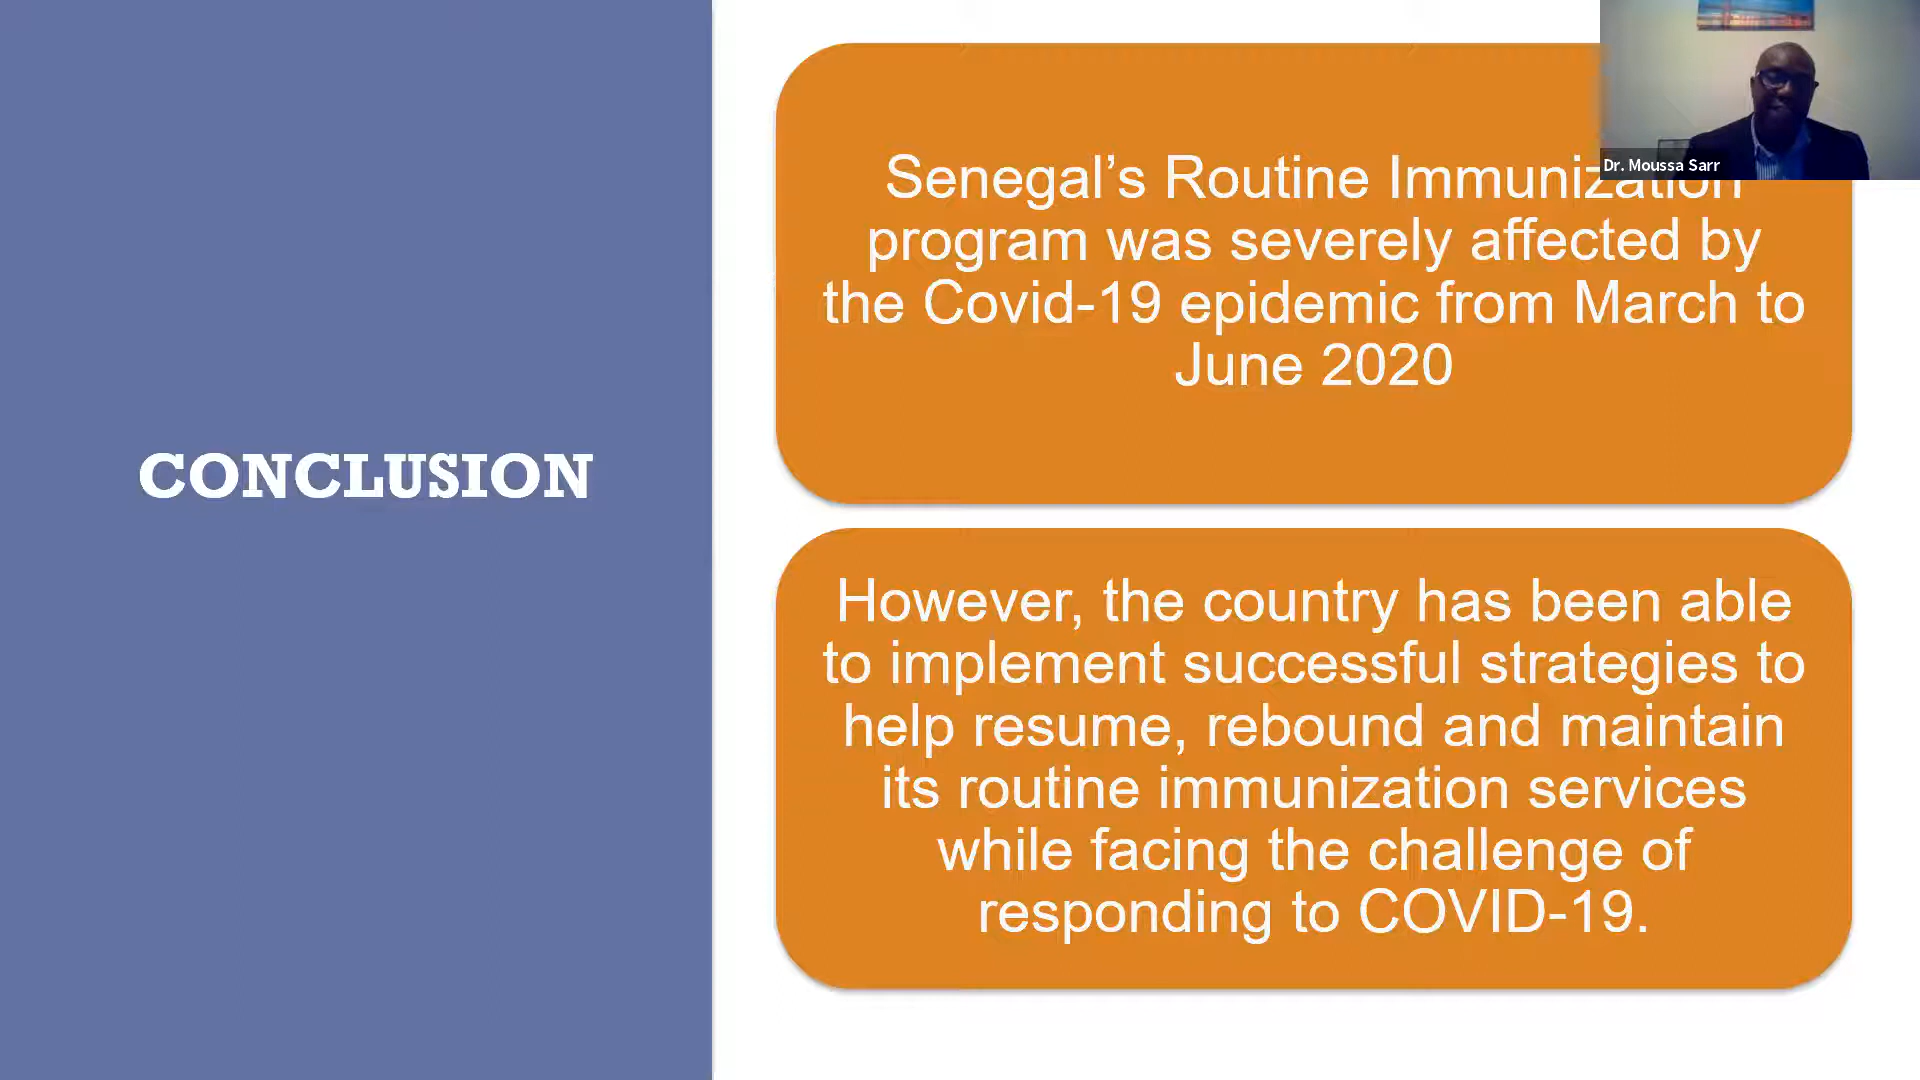 CONCLUSION
Senegal’s Routine Immunization
program was severely affected by
the Covid-19 epidemic from March to
June 2020
However, the country has been able
to implement successful strategies to
help resume, rebound and maintain
its routine immunization services
while facing the challenge of
responding to COVID-19.
Dr. Moussa Sarr